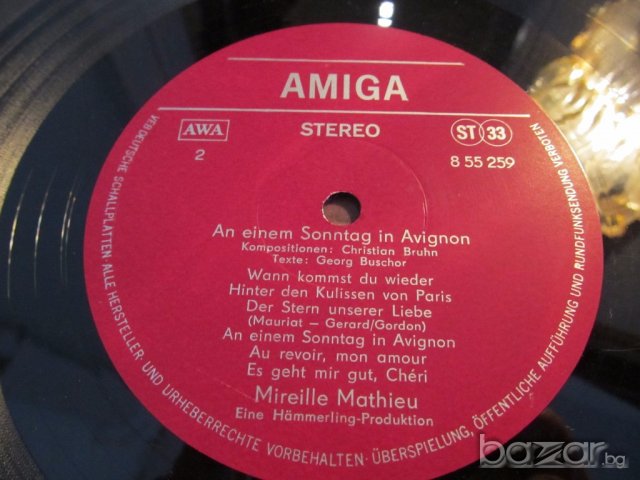 AMIGA
AWA
STEREO
ST 33
2
8 55 259
An einem Sonntag in Avignon
Kompositionen: Christian Bruhn
Texte: Georg Buschor
Wann kommst du wieder
Hinter den Kulissen von Paris
Der Stern unserer Liebe
(Mauriat – Gerard/Gordon)
An einem Sonntag in Avignon
Au revoir, mon amour
Es geht mir gut, Chéri
Mireille Mathieu
Eine Hämmerling-Produktion
VEB DEUTSCHE SCHALLPLATTEN ALLE HERSTELLER- UND URHEBERRECHTE VORBEHALTEN · ÜBERSPIELUNG, ÖFFENTLICHE AUFFÜHRUNG UND RUNDFUNKSENDUNG VERBOTEN
bazar.bg